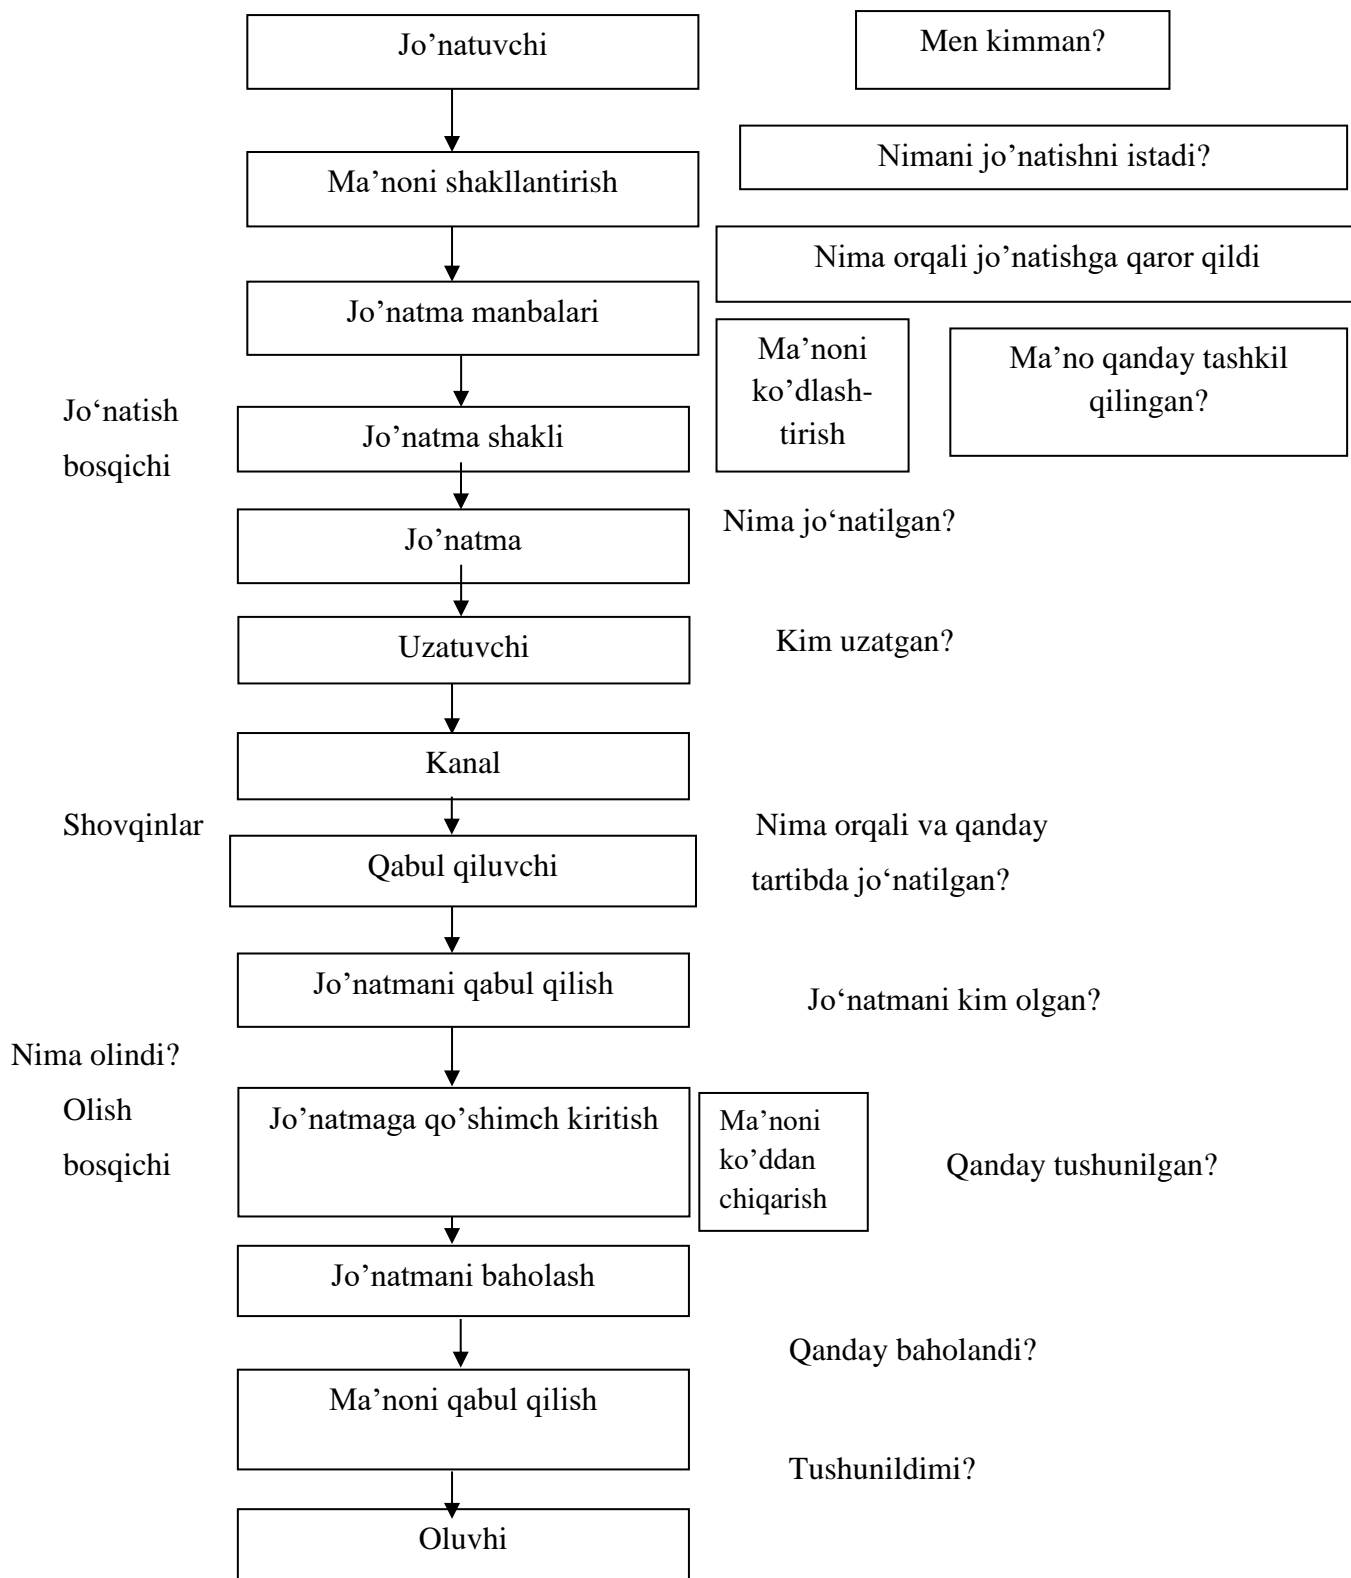 Jo’natuvchi
Men kimman?
Nimani jo’natishni istadi?
Ma’noni shakllantirish
Nima orqali jo’natishga qaror qildi
Jo’natma manbalari
Ma’noni
ko’dlash-
tirish
Ma’no qanday tashkil
qilingan?
Jo‘natish
bosqichi
Jo’natma shakli
Nima jo‘natilgan?
Jo’natma
Uzatuvchi
Kim uzatgan?
Kanal
Shovqinlar
Nima orqali va qanday
tartibda jo‘natilgan?
Qabul qiluvchi
Jo’natmani qabul qilish
Jo‘natmani kim olgan?
Nima olindi?
Olish
bosqichi
Jo’natmaga qo’shimch kiritish
Ma’noni
ko’ddan
chiqarish
Qanday tushunilgan?
Jo’natmani baholash
Qanday baholandi?
Ma’noni qabul qilish
Tushunildimi?
Oluvhi